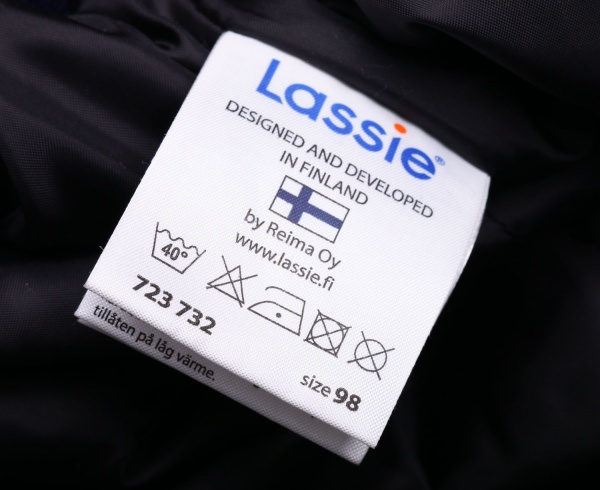 Lassie®
DESIGNED AND DEVELOPED
IN FINLAND
by Reima Oy
www.lassie.fi
40°
723 732
size 98
tillåten på låg värme.